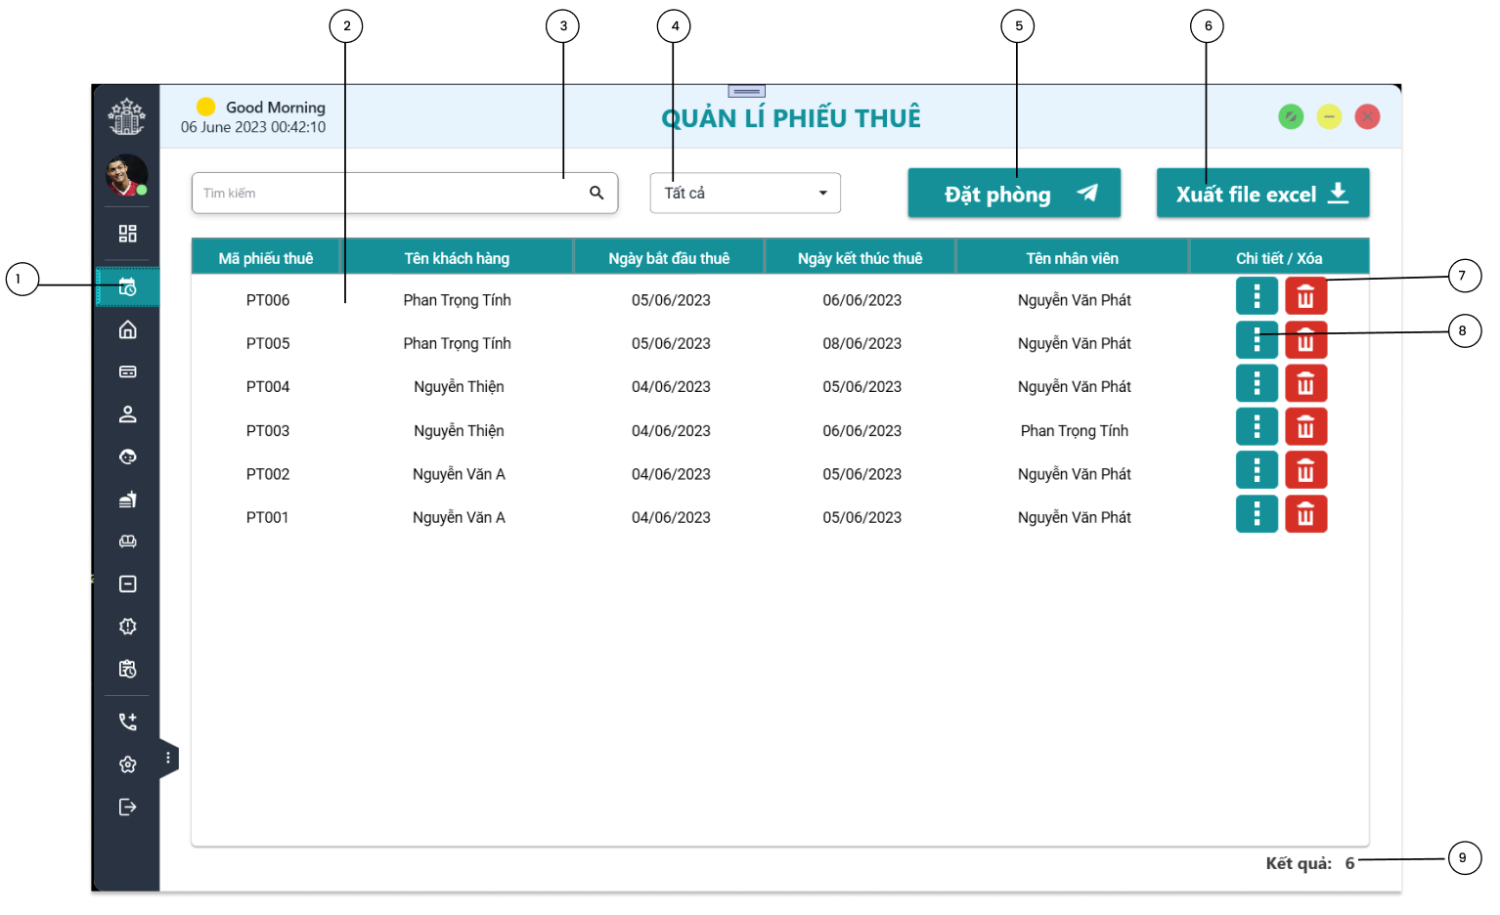 2
3
4
5
6
Good Morning
06 June 2023 00:42:10
QUẢN LÍ PHIẾU THUÊ
Tìm kiếm
Tất cả
Đặt phòng
Xuất file excel
Mã phiếu thuê Tên khách hàng Ngày bắt đầu thuê Ngày kết thúc thuê Tên nhân viên Chi tiết / Xóa
1
7
PT006 Phan Trọng Tính 05/06/2023 06/06/2023 Nguyễn Văn Phát
8
PT005 Phan Trọng Tính 05/06/2023 08/06/2023 Nguyễn Văn Phát
PT004 Nguyễn Thiện 04/06/2023 05/06/2023 Nguyễn Văn Phát
PT003 Nguyễn Thiện 04/06/2023 06/06/2023 Phan Trọng Tính
PT002 Nguyễn Văn A 04/06/2023 05/06/2023 Nguyễn Văn Phát
PT001 Nguyễn Văn A 04/06/2023 05/06/2023 Nguyễn Văn Phát
Kết quả: 6
9